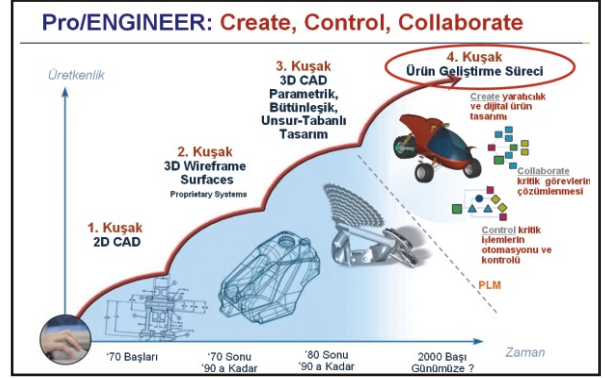 Pro/ENGINEER: Create, Control, Collaborate
Üretkenlik
1. Kuşak
2D CAD
2. Kuşak
3D Wireframe
Surfaces
Proprietary Systems
3. Kuşak
3D CAD
Parametrik,
Bütünleşik,
Unsur-Tabanlı
Tasarım
4. Kuşak
Ürün Geliştirme Süreci
Create yaratıcılık
ve dijital ürün
tasarımı
Collaborate
kritik görevlerin
çözümlenmesi
Control kritik
işlemlerin
otomasyonu ve
kontrolü
PLM
'70 Başları
'70 Sonu
'90 a Kadar
'80 Sonu
'90 a Kadar
2000 Başı
Günümüze ?
Zaman